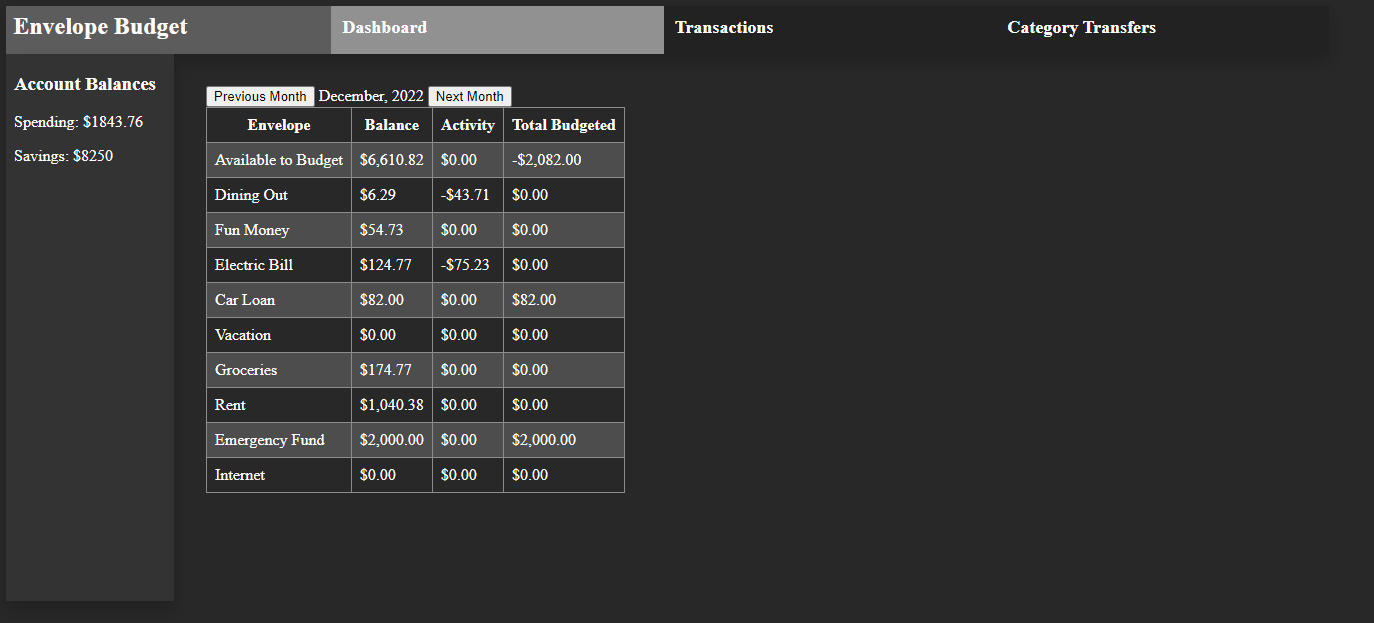 Envelope Budget Dashboard Transactions Category Transfers
Account Balances
Spending: $1843.76
Savings: $8250
Previous Month December, 2022 Next Month
Envelope Balance Activity Total Budgeted
Available to Budget $6,610.82 $0.00 -$2,082.00
Dining Out $6.29 -$43.71 $0.00
Fun Money $54.73 $0.00 $0.00
Electric Bill $124.77 -$75.23 $0.00
Car Loan $82.00 $0.00 $82.00
Vacation $0.00 $0.00 $0.00
Groceries $174.77 $0.00 $0.00
Rent $1,040.38 $0.00 $0.00
Emergency Fund $2,000.00 $0.00 $2,000.00
Internet $0.00 $0.00 $0.00